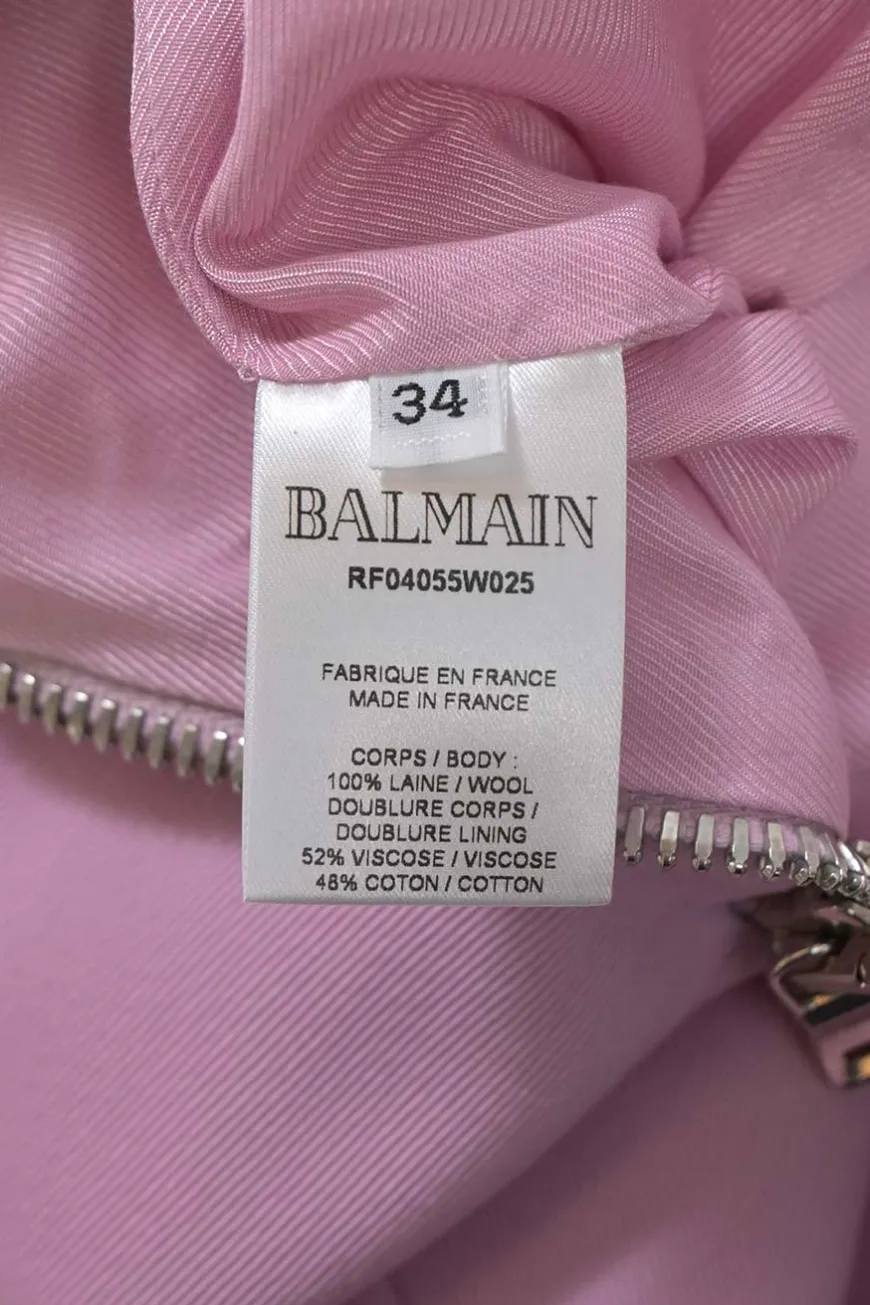 34
BALMAIN
RF04055W025
FABRIQUE EN FRANCE
MADE IN FRANCE
CORPS / BODY :
100% LAINE / WOOL
DOUBLURE CORPS /
DOUBLURE LINING
52% VISCOSE / VISCOSE
48% COTON / COTTON